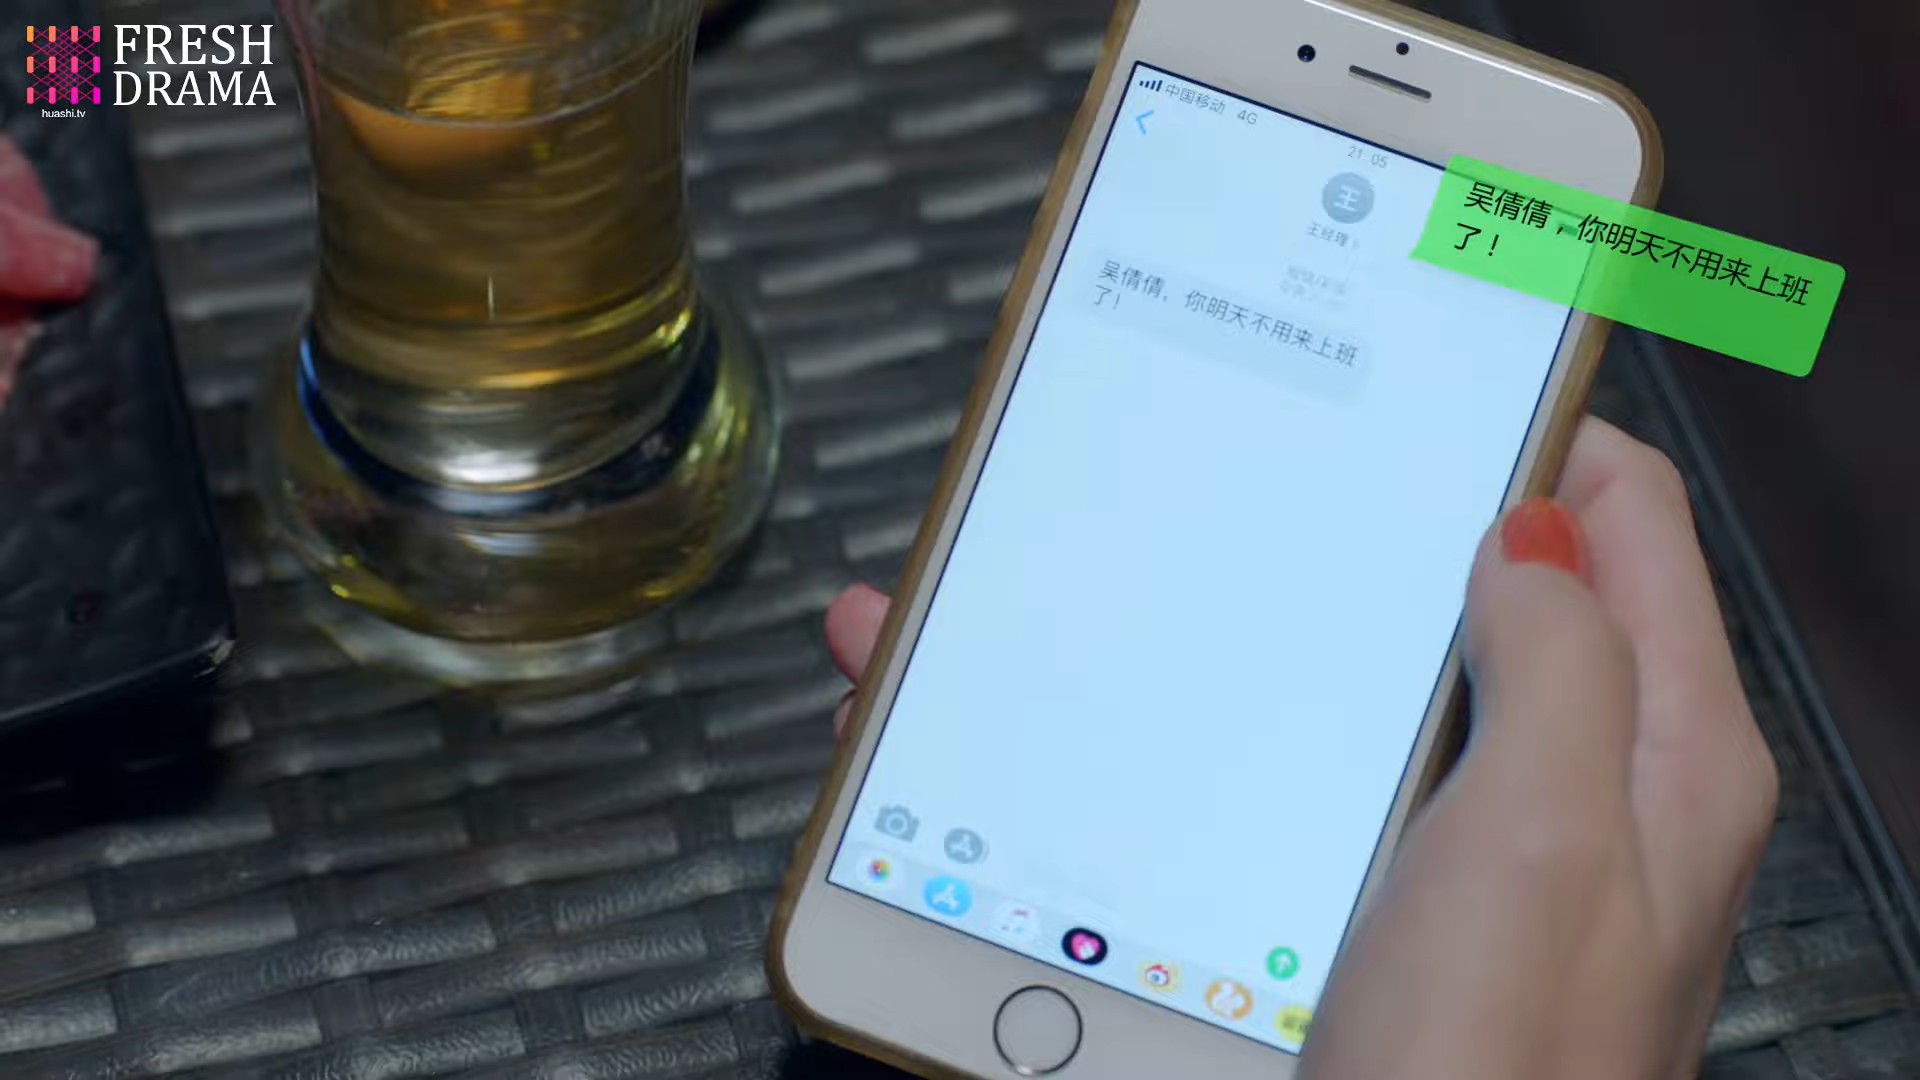 FRESH
DRAMA
huashi.tv
中国移动 4G
21 05
王
王经理
吴倩倩，你明天不用来上班
了！
吴倩倩，你明天不用来上班
了！